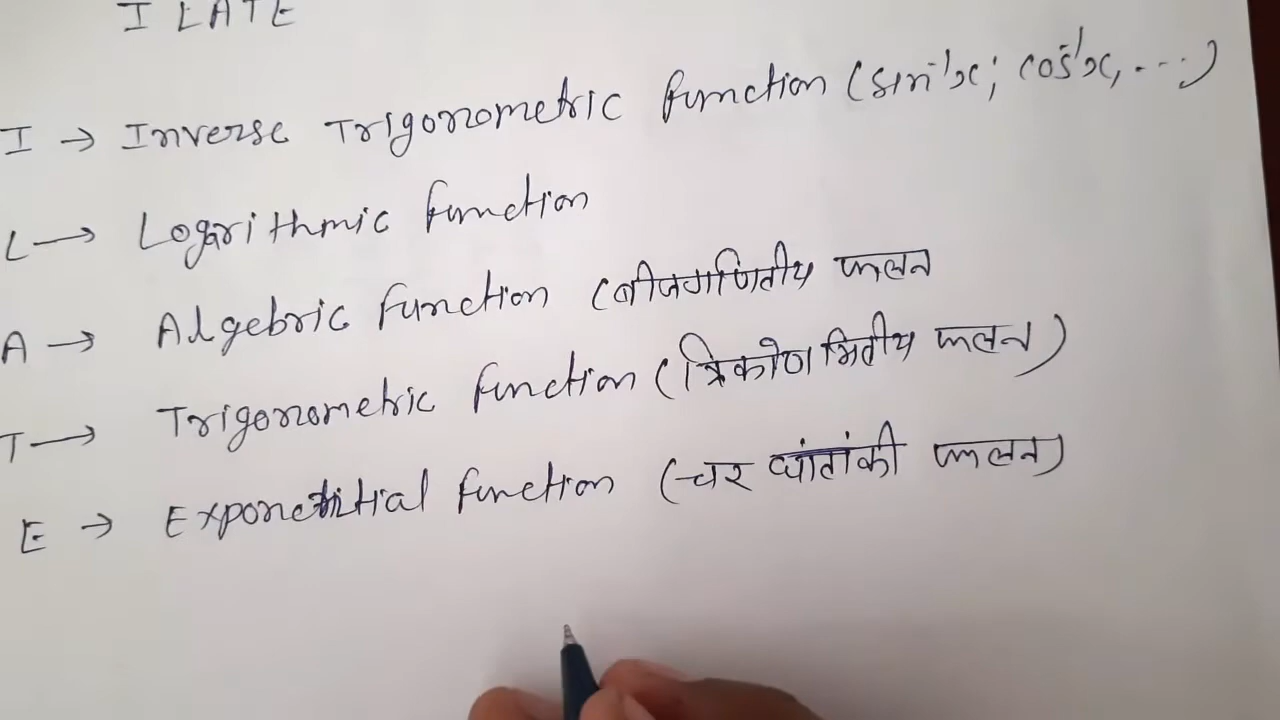 I LATE
I → Inverse Trigonometric function (sin⁻¹x; cos⁻¹x, ...)
L → Logarithmic function
A → Algebric function (बीजगणितीय फलन
T → Trigonometric function (त्रिकोणमितीय फलन)
E → Exponential function (चर घांतांकी फलन)